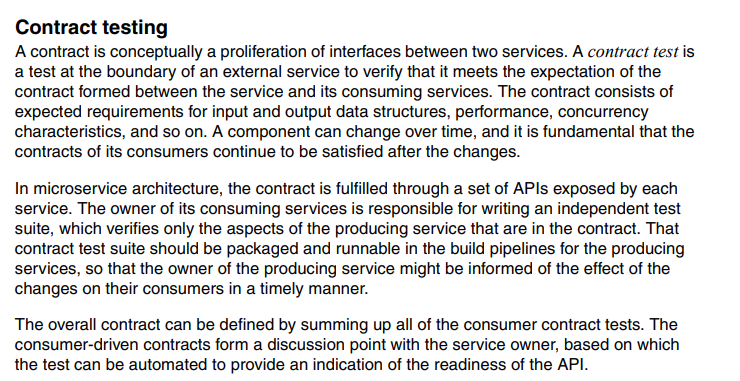 Contract testing
A contract is conceptually a proliferation of interfaces between two services. A contract test is
a test at the boundary of an external service to verify that it meets the expectation of the
contract formed between the service and its consuming services. The contract consists of
expected requirements for input and output data structures, performance, concurrency
characteristics, and so on. A component can change over time, and it is fundamental that the
contracts of its consumers continue to be satisfied after the changes.
In microservice architecture, the contract is fulfilled through a set of APIs exposed by each
service. The owner of its consuming services is responsible for writing an independent test
suite, which verifies only the aspects of the producing service that are in the contract. That
contract test suite should be packaged and runnable in the build pipelines for the producing
services, so that the owner of the producing service might be informed of the effect of the
changes on their consumers in a timely manner.
The overall contract can be defined by summing up all of the consumer contract tests. The
consumer-driven contracts form a discussion point with the service owner, based on which
the test can be automated to provide an indication of the readiness of the API.